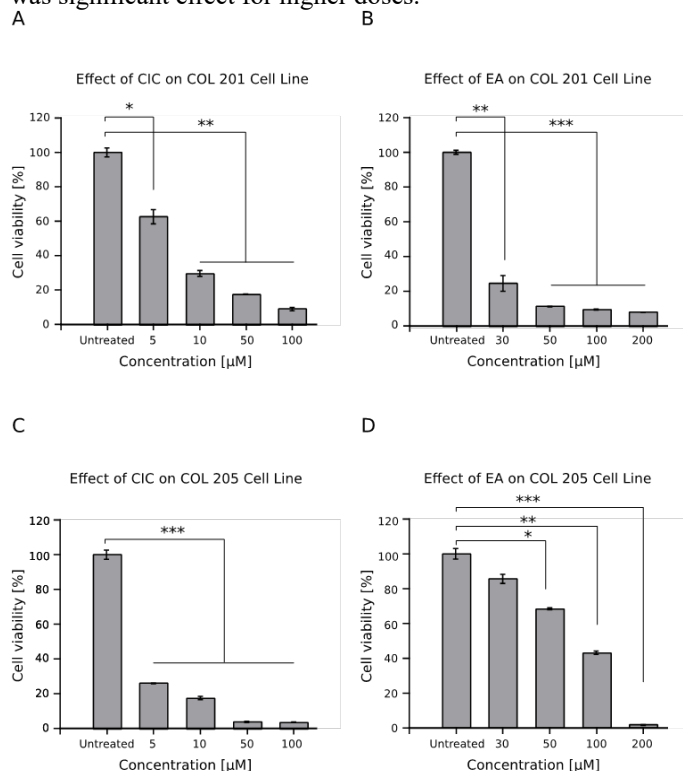 was significant effect for higher doses.
A
B
Effect of CIC on COL 201 Cell Line
Effect of EA on COL 201 Cell Line
*
**
Cell viability [%]
120
100
80
60
40
20
0
Untreated 5 10 50 100
Concentration [µM]
**
***
Cell viability [%]
120
100
80
60
40
20
0
Untreated 30 50 100 200
Concentration [µM]
C
D
Effect of CIC on COL 205 Cell Line
Effect of EA on COL 205 Cell Line
***
Cell viability [%]
120
100
80
60
40
20
0
Untreated 5 10 50 100
Concentration [µM]
***
**
*
Cell viability [%]
120
100
80
60
40
20
0
Untreated 30 50 100 200
Concentration [µM]